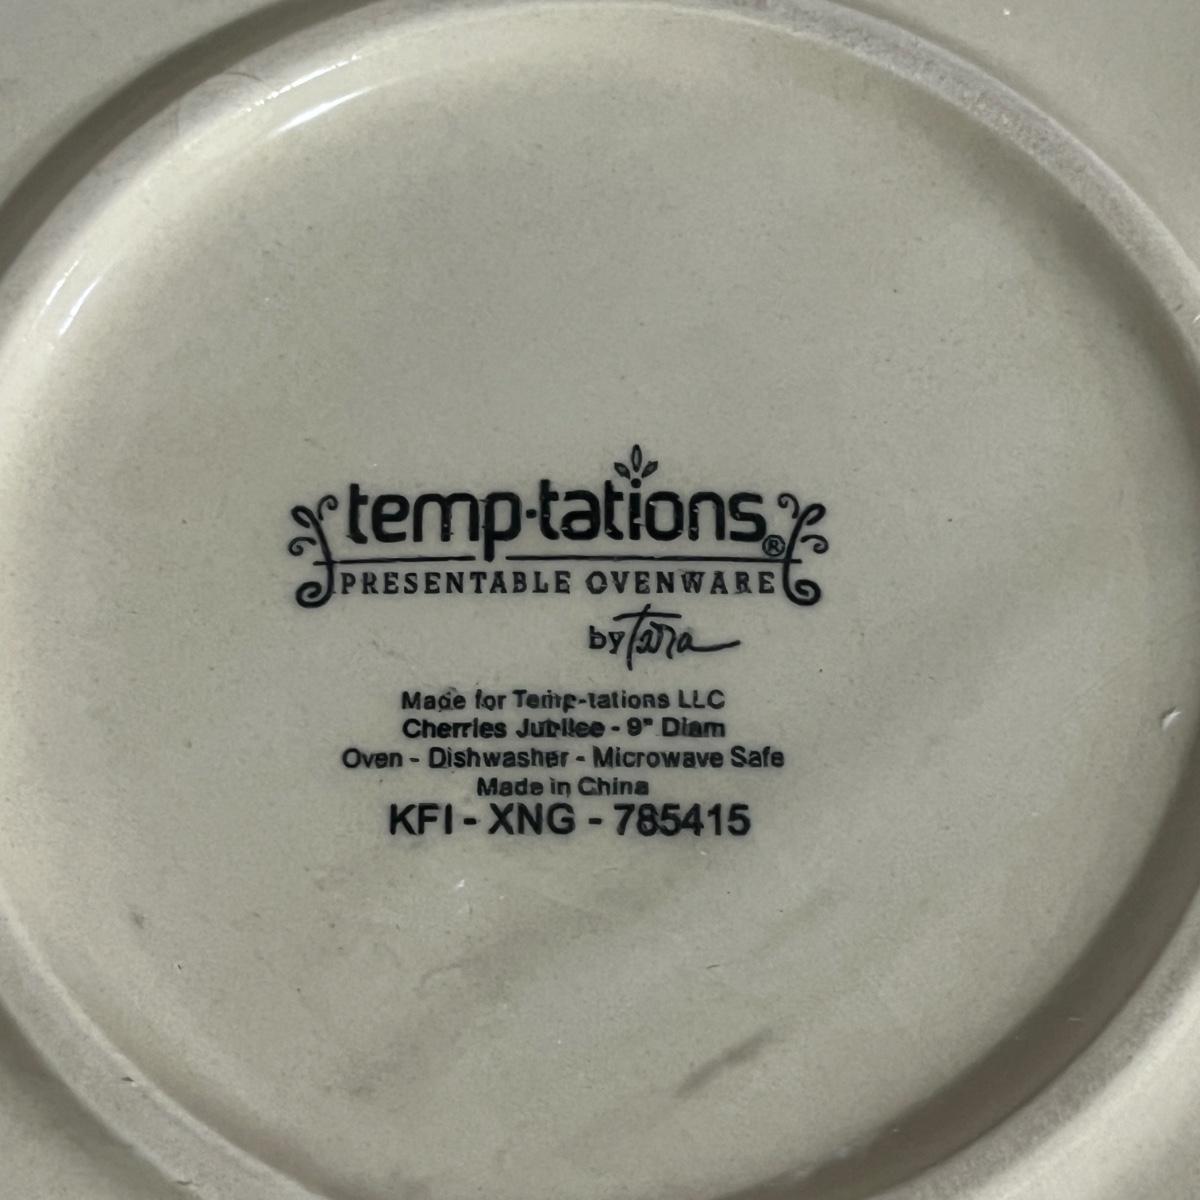 temp-tations®
PRESENTABLE OVENWARE
by Tara
Made for Temp-tations LLC
Cherries Jubilee - 9" Diam
Oven - Dishwasher - Microwave Safe
Made in China
KFI - XNG - 785415